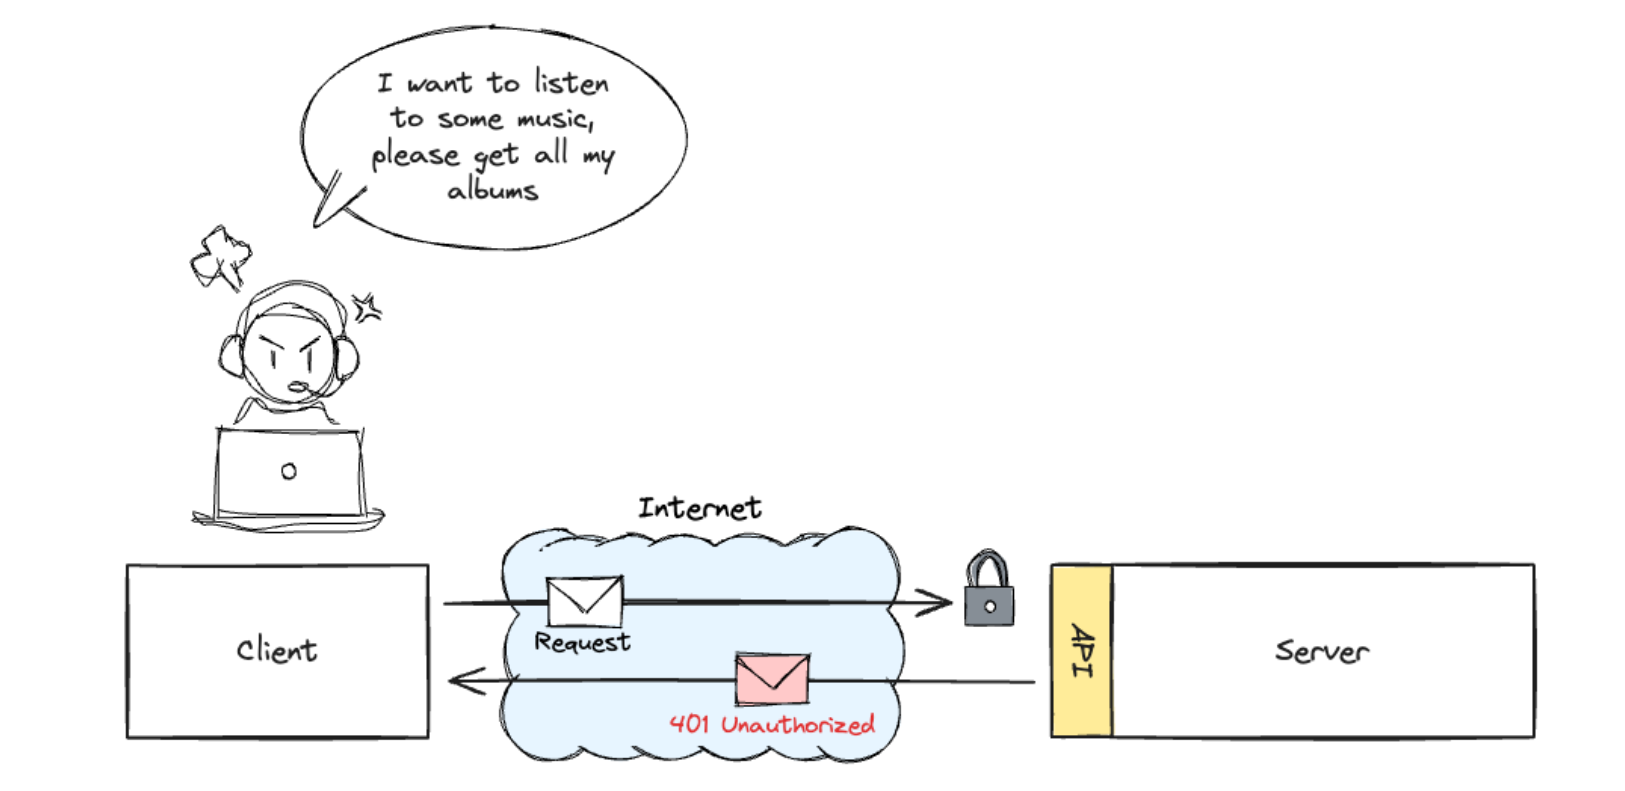 I want to listen
to some music,
please get all my
albums
Internet
Request
401 Unauthorized
Client
API
Server